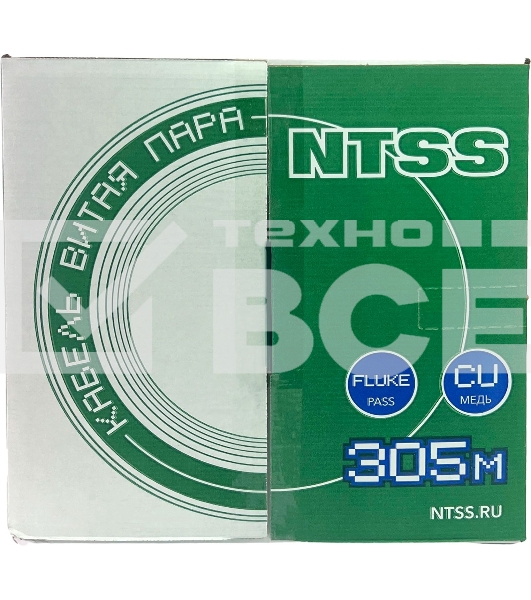 КАБЕЛЬ ВИТАЯ ПАРА
NTSS
ТЕХНО
ВСЕ
FLUKE
PASS
CU
МЕДЬ
305м
NTSS.RU